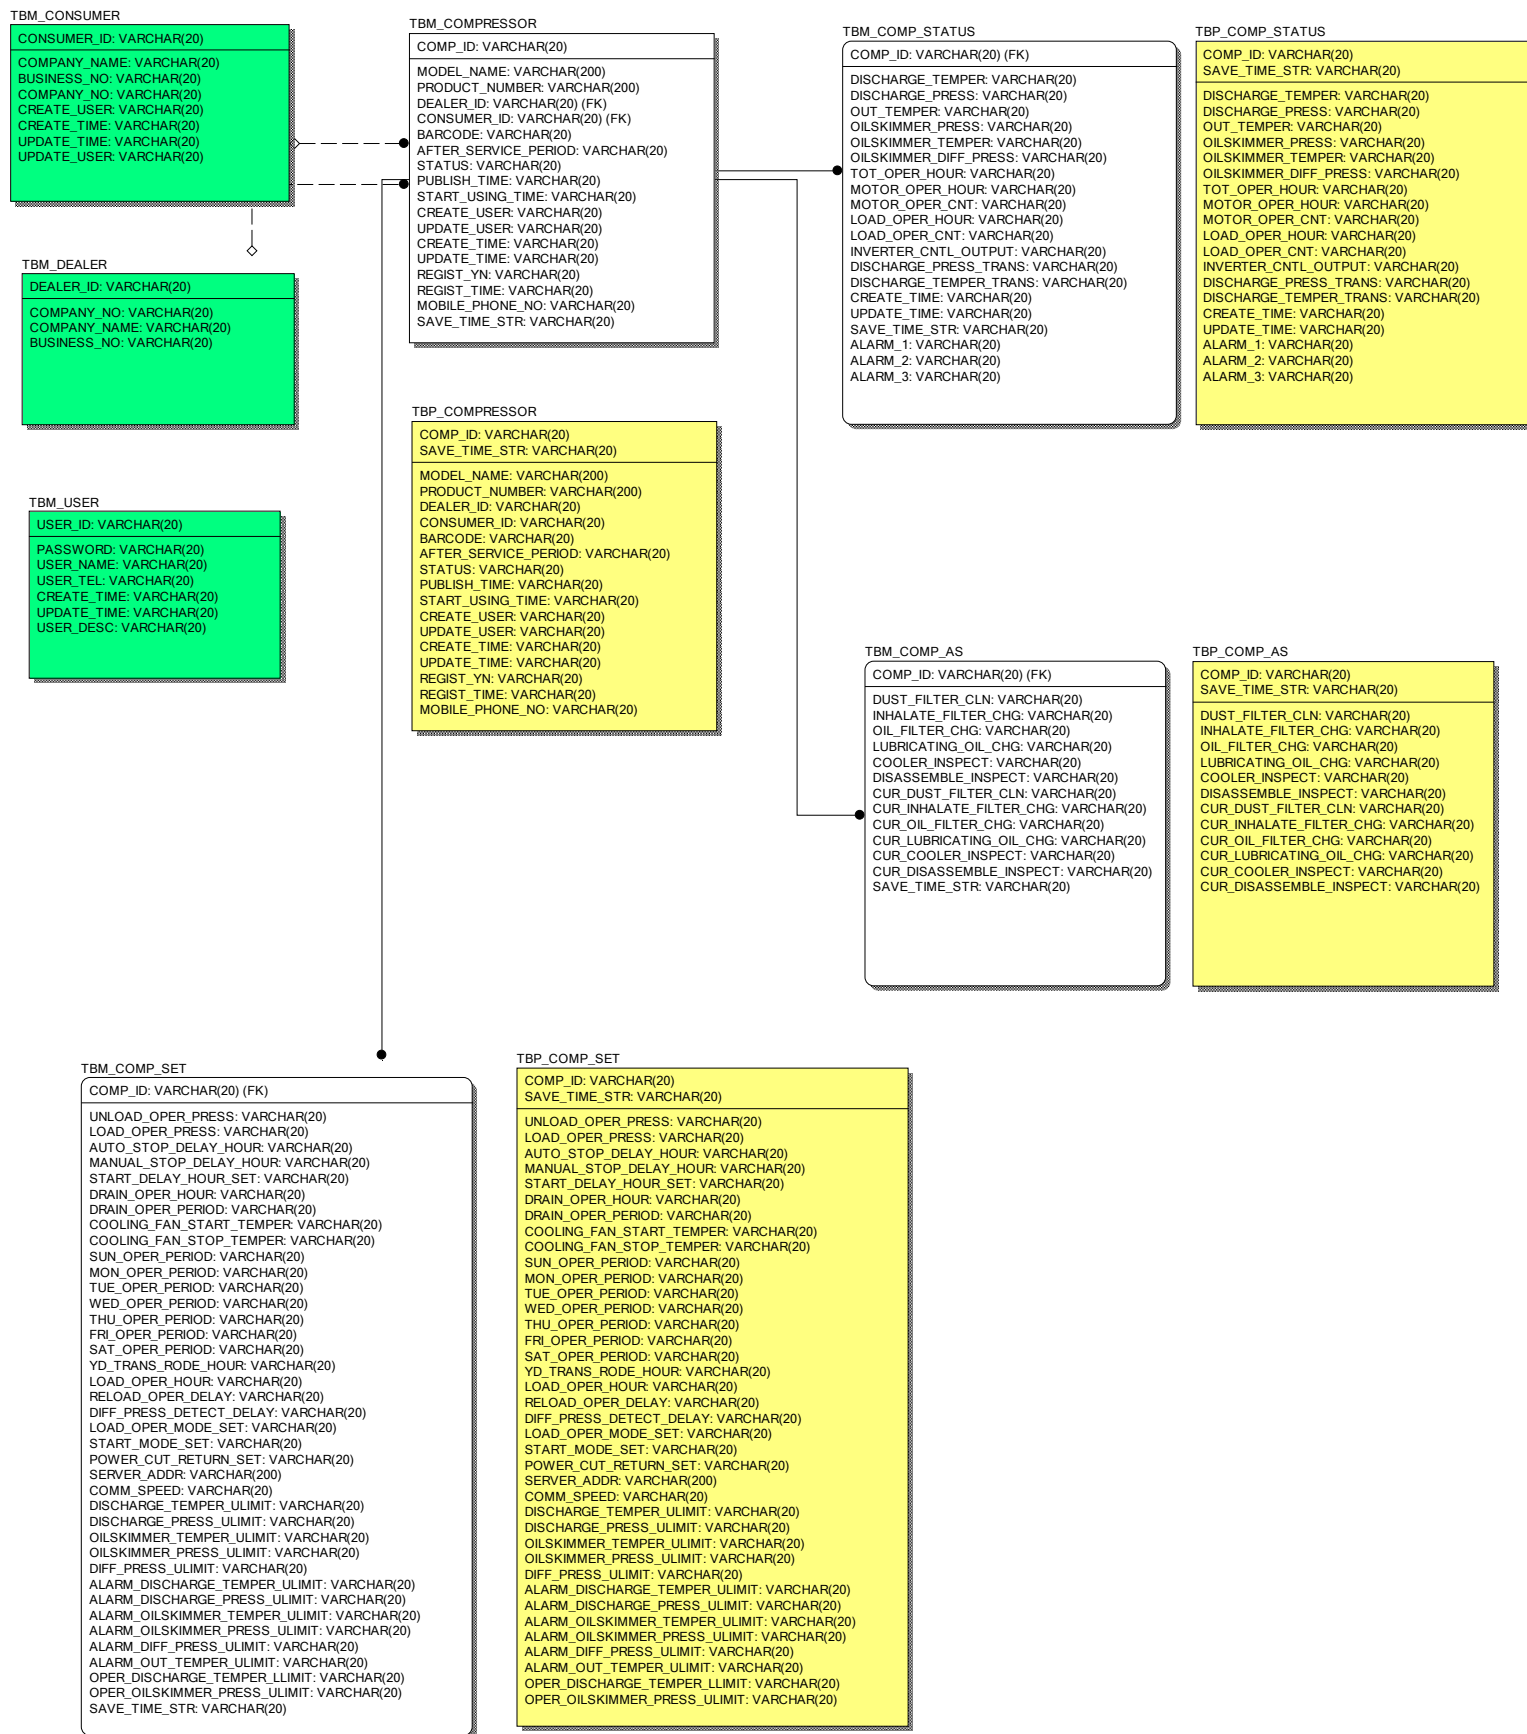 TBM_CONSUMER
CONSUMER_ID: VARCHAR(20)
COMPANY_NAME: VARCHAR(20)
BUSINESS_NO: VARCHAR(20)
COMPANY_NO: VARCHAR(20)
CREATE_USER: VARCHAR(20)
CREATE_TIME: VARCHAR(20)
UPDATE_TIME: VARCHAR(20)
UPDATE_USER: VARCHAR(20)
TBM_DEALER
DEALER_ID: VARCHAR(20)
COMPANY_NO: VARCHAR(20)
COMPANY_NAME: VARCHAR(20)
BUSINESS_NO: VARCHAR(20)
TBM_USER
USER_ID: VARCHAR(20)
PASSWORD: VARCHAR(20)
USER_NAME: VARCHAR(20)
USER_TEL: VARCHAR(20)
CREATE_TIME: VARCHAR(20)
UPDATE_TIME: VARCHAR(20)
USER_DESC: VARCHAR(20)
TBM_COMPRESSOR
COMP_ID: VARCHAR(20)
MODEL_NAME: VARCHAR(200)
PRODUCT_NUMBER: VARCHAR(200)
DEALER_ID: VARCHAR(20) (FK)
CONSUMER_ID: VARCHAR(20) (FK)
BARCODE: VARCHAR(20)
AFTER_SERVICE_PERIOD: VARCHAR(20)
STATUS: VARCHAR(20)
PUBLISH_TIME: VARCHAR(20)
START_USING_TIME: VARCHAR(20)
CREATE_USER: VARCHAR(20)
UPDATE_USER: VARCHAR(20)
CREATE_TIME: VARCHAR(20)
UPDATE_TIME: VARCHAR(20)
REGIST_YN: VARCHAR(20)
REGIST_TIME: VARCHAR(20)
MOBILE_PHONE_NO: VARCHAR(20)
SAVE_TIME_STR: VARCHAR(20)
TBP_COMPRESSOR
COMP_ID: VARCHAR(20)
SAVE_TIME_STR: VARCHAR(20)
MODEL_NAME: VARCHAR(200)
PRODUCT_NUMBER: VARCHAR(200)
DEALER_ID: VARCHAR(20)
CONSUMER_ID: VARCHAR(20)
BARCODE: VARCHAR(20)
AFTER_SERVICE_PERIOD: VARCHAR(20)
STATUS: VARCHAR(20)
PUBLISH_TIME: VARCHAR(20)
START_USING_TIME: VARCHAR(20)
CREATE_USER: VARCHAR(20)
UPDATE_USER: VARCHAR(20)
CREATE_TIME: VARCHAR(20)
UPDATE_TIME: VARCHAR(20)
REGIST_YN: VARCHAR(20)
REGIST_TIME: VARCHAR(20)
MOBILE_PHONE_NO: VARCHAR(20)
TBM_COMP_STATUS
COMP_ID: VARCHAR(20) (FK)
DISCHARGE_TEMPER: VARCHAR(20)
DISCHARGE_PRESS: VARCHAR(20)
OUT_TEMPER: VARCHAR(20)
OILSKIMMER_PRESS: VARCHAR(20)
OILSKIMMER_TEMPER: VARCHAR(20)
OILSKIMMER_DIFF_PRESS: VARCHAR(20)
TOT_OPER_HOUR: VARCHAR(20)
MOTOR_OPER_HOUR: VARCHAR(20)
MOTOR_OPER_CNT: VARCHAR(20)
LOAD_OPER_HOUR: VARCHAR(20)
LOAD_OPER_CNT: VARCHAR(20)
INVERTER_CNTL_OUTPUT: VARCHAR(20)
DISCHARGE_PRESS_TRANS: VARCHAR(20)
DISCHARGE_TEMPER_TRANS: VARCHAR(20)
CREATE_TIME: VARCHAR(20)
UPDATE_TIME: VARCHAR(20)
SAVE_TIME_STR: VARCHAR(20)
ALARM_1: VARCHAR(20)
ALARM_2: VARCHAR(20)
ALARM_3: VARCHAR(20)
TBP_COMP_STATUS
COMP_ID: VARCHAR(20)
SAVE_TIME_STR: VARCHAR(20)
DISCHARGE_TEMPER: VARCHAR(20)
DISCHARGE_PRESS: VARCHAR(20)
OUT_TEMPER: VARCHAR(20)
OILSKIMMER_PRESS: VARCHAR(20)
OILSKIMMER_TEMPER: VARCHAR(20)
OILSKIMMER_DIFF_PRESS: VARCHAR(20)
TOT_OPER_HOUR: VARCHAR(20)
MOTOR_OPER_HOUR: VARCHAR(20)
MOTOR_OPER_CNT: VARCHAR(20)
LOAD_OPER_HOUR: VARCHAR(20)
LOAD_OPER_CNT: VARCHAR(20)
INVERTER_CNTL_OUTPUT: VARCHAR(20)
DISCHARGE_PRESS_TRANS: VARCHAR(20)
DISCHARGE_TEMPER_TRANS: VARCHAR(20)
CREATE_TIME: VARCHAR(20)
UPDATE_TIME: VARCHAR(20)
ALARM_1: VARCHAR(20)
ALARM_2: VARCHAR(20)
ALARM_3: VARCHAR(20)
TBM_COMP_AS
COMP_ID: VARCHAR(20) (FK)
DUST_FILTER_CLN: VARCHAR(20)
INHALATE_FILTER_CHG: VARCHAR(20)
OIL_FILTER_CHG: VARCHAR(20)
LUBRICATING_OIL_CHG: VARCHAR(20)
COOLER_INSPECT: VARCHAR(20)
DISASSEMBLE_INSPECT: VARCHAR(20)
CUR_DUST_FILTER_CLN: VARCHAR(20)
CUR_INHALATE_FILTER_CHG: VARCHAR(20)
CUR_OIL_FILTER_CHG: VARCHAR(20)
CUR_LUBRICATING_OIL_CHG: VARCHAR(20)
CUR_COOLER_INSPECT: VARCHAR(20)
CUR_DISASSEMBLE_INSPECT: VARCHAR(20)
SAVE_TIME_STR: VARCHAR(20)
TBP_COMP_AS
COMP_ID: VARCHAR(20)
SAVE_TIME_STR: VARCHAR(20)
DUST_FILTER_CLN: VARCHAR(20)
INHALATE_FILTER_CHG: VARCHAR(20)
OIL_FILTER_CHG: VARCHAR(20)
LUBRICATING_OIL_CHG: VARCHAR(20)
COOLER_INSPECT: VARCHAR(20)
DISASSEMBLE_INSPECT: VARCHAR(20)
CUR_DUST_FILTER_CLN: VARCHAR(20)
CUR_INHALATE_FILTER_CHG: VARCHAR(20)
CUR_OIL_FILTER_CHG: VARCHAR(20)
CUR_LUBRICATING_OIL_CHG: VARCHAR(20)
CUR_COOLER_INSPECT: VARCHAR(20)
CUR_DISASSEMBLE_INSPECT: VARCHAR(20)
TBM_COMP_SET
COMP_ID: VARCHAR(20) (FK)
UNLOAD_OPER_PRESS: VARCHAR(20)
LOAD_OPER_PRESS: VARCHAR(20)
AUTO_STOP_DELAY_HOUR: VARCHAR(20)
MANUAL_STOP_DELAY_HOUR: VARCHAR(20)
START_DELAY_HOUR_SET: VARCHAR(20)
DRAIN_OPER_HOUR: VARCHAR(20)
DRAIN_OPER_PERIOD: VARCHAR(20)
COOLING_FAN_START_TEMPER: VARCHAR(20)
COOLING_FAN_STOP_TEMPER: VARCHAR(20)
SUN_OPER_PERIOD: VARCHAR(20)
MON_OPER_PERIOD: VARCHAR(20)
TUE_OPER_PERIOD: VARCHAR(20)
WED_OPER_PERIOD: VARCHAR(20)
THU_OPER_PERIOD: VARCHAR(20)
FRI_OPER_PERIOD: VARCHAR(20)
SAT_OPER_PERIOD: VARCHAR(20)
YD_TRANS_RODE_HOUR: VARCHAR(20)
LOAD_OPER_HOUR: VARCHAR(20)
RELOAD_OPER_DELAY: VARCHAR(20)
DIFF_PRESS_DETECT_DELAY: VARCHAR(20)
LOAD_OPER_MODE_SET: VARCHAR(20)
START_MODE_SET: VARCHAR(20)
POWER_CUT_RETURN_SET: VARCHAR(20)
SERVER_ADDR: VARCHAR(200)
COMM_SPEED: VARCHAR(20)
DISCHARGE_TEMPER_ULIMIT: VARCHAR(20)
DISCHARGE_PRESS_ULIMIT: VARCHAR(20)
OILSKIMMER_TEMPER_ULIMIT: VARCHAR(20)
OILSKIMMER_PRESS_ULIMIT: VARCHAR(20)
DIFF_PRESS_ULIMIT: VARCHAR(20)
ALARM_DISCHARGE_TEMPER_ULIMIT: VARCHAR(20)
ALARM_DISCHARGE_PRESS_ULIMIT: VARCHAR(20)
ALARM_OILSKIMMER_TEMPER_ULIMIT: VARCHAR(20)
ALARM_OILSKIMMER_PRESS_ULIMIT: VARCHAR(20)
ALARM_DIFF_PRESS_ULIMIT: VARCHAR(20)
ALARM_OUT_TEMPER_ULIMIT: VARCHAR(20)
OPER_DISCHARGE_TEMPER_LLIMIT: VARCHAR(20)
OPER_OILSKIMMER_PRESS_ULIMIT: VARCHAR(20)
SAVE_TIME_STR: VARCHAR(20)
TBP_COMP_SET
COMP_ID: VARCHAR(20)
SAVE_TIME_STR: VARCHAR(20)
UNLOAD_OPER_PRESS: VARCHAR(20)
LOAD_OPER_PRESS: VARCHAR(20)
AUTO_STOP_DELAY_HOUR: VARCHAR(20)
MANUAL_STOP_DELAY_HOUR: VARCHAR(20)
START_DELAY_HOUR_SET: VARCHAR(20)
DRAIN_OPER_HOUR: VARCHAR(20)
DRAIN_OPER_PERIOD: VARCHAR(20)
COOLING_FAN_START_TEMPER: VARCHAR(20)
COOLING_FAN_STOP_TEMPER: VARCHAR(20)
SUN_OPER_PERIOD: VARCHAR(20)
MON_OPER_PERIOD: VARCHAR(20)
TUE_OPER_PERIOD: VARCHAR(20)
WED_OPER_PERIOD: VARCHAR(20)
THU_OPER_PERIOD: VARCHAR(20)
FRI_OPER_PERIOD: VARCHAR(20)
SAT_OPER_PERIOD: VARCHAR(20)
YD_TRANS_RODE_HOUR: VARCHAR(20)
LOAD_OPER_HOUR: VARCHAR(20)
RELOAD_OPER_DELAY: VARCHAR(20)
DIFF_PRESS_DETECT_DELAY: VARCHAR(20)
LOAD_OPER_MODE_SET: VARCHAR(20)
START_MODE_SET: VARCHAR(20)
POWER_CUT_RETURN_SET: VARCHAR(20)
SERVER_ADDR: VARCHAR(200)
COMM_SPEED: VARCHAR(20)
DISCHARGE_TEMPER_ULIMIT: VARCHAR(20)
DISCHARGE_PRESS_ULIMIT: VARCHAR(20)
OILSKIMMER_TEMPER_ULIMIT: VARCHAR(20)
OILSKIMMER_PRESS_ULIMIT: VARCHAR(20)
DIFF_PRESS_ULIMIT: VARCHAR(20)
ALARM_DISCHARGE_TEMPER_ULIMIT: VARCHAR(20)
ALARM_DISCHARGE_PRESS_ULIMIT: VARCHAR(20)
ALARM_OILSKIMMER_TEMPER_ULIMIT: VARCHAR(20)
ALARM_OILSKIMMER_PRESS_ULIMIT: VARCHAR(20)
ALARM_DIFF_PRESS_ULIMIT: VARCHAR(20)
ALARM_OUT_TEMPER_ULIMIT: VARCHAR(20)
OPER_DISCHARGE_TEMPER_LLIMIT: VARCHAR(20)
OPER_OILSKIMMER_PRESS_ULIMIT: VARCHAR(20)